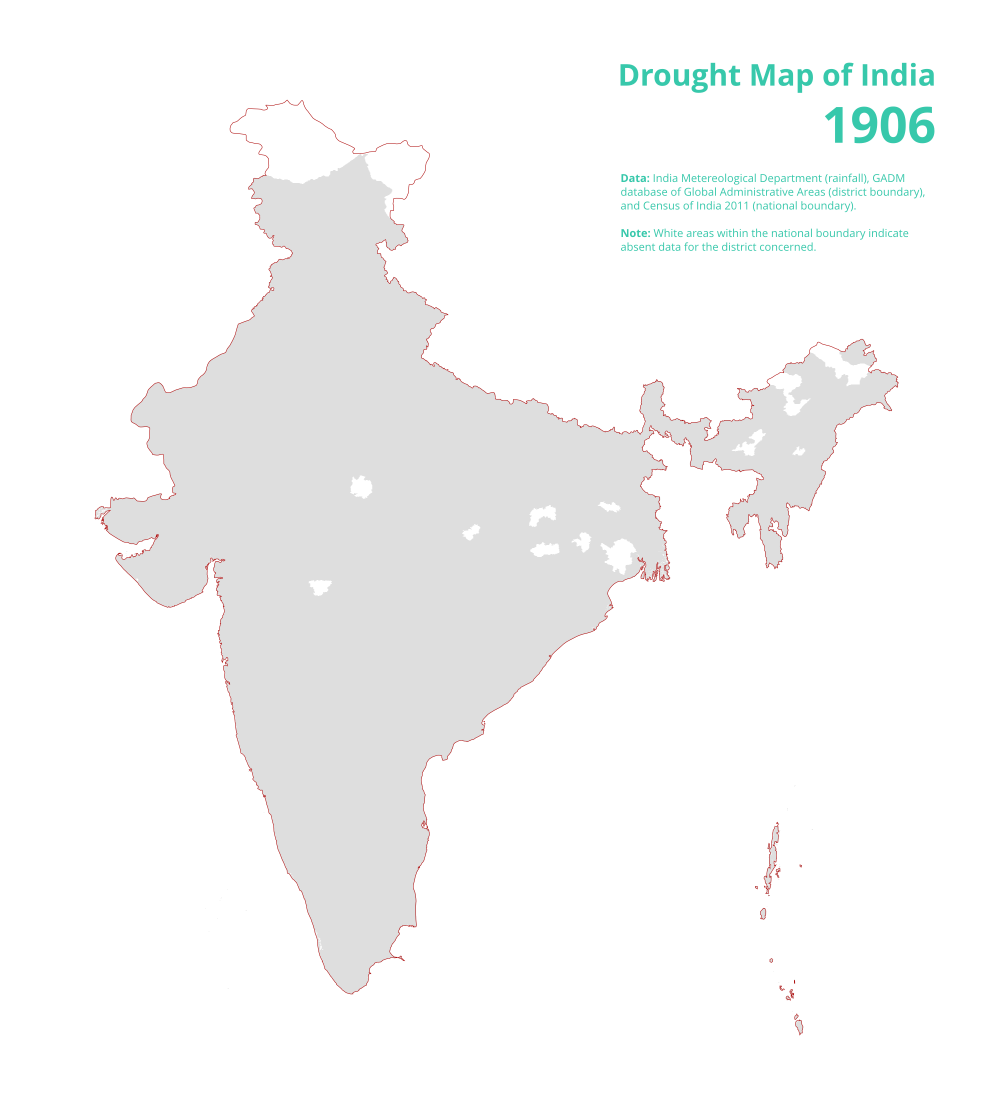 Drought Map of India
1906
Data: India Metereological Department (rainfall), GADM
database of Global Administrative Areas (district boundary),
and Census of India 2011 (national boundary).
Note: White areas within the national boundary indicate
absent data for the district concerned.